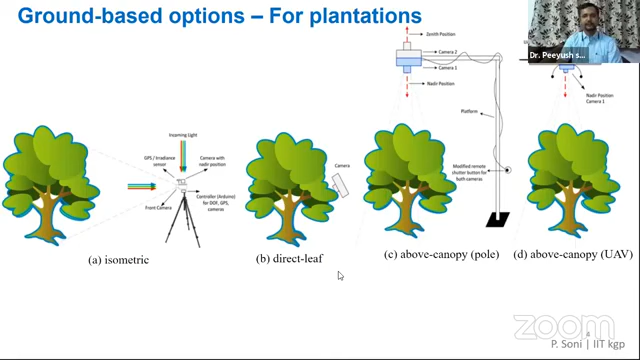 Ground-based options – For plantations
Dr. Peeyush s...
Zenith Position
Camera 2
Camera 1
Nadir Position
Nadir Position
Camera 1
Platform
Incoming Light
GPS / Irradiance
sensor
Camera with
nadir position
Camera
Modified remote
shutter button for
both cameras
Front Camera
Controller (Arduino)
for DOF, GPS,
cameras
(a) isometric
(b) direct-leaf
(c) above-canopy (pole)
(d) above-canopy (UAV)
zoom
4
P. Soni | IIT kgp